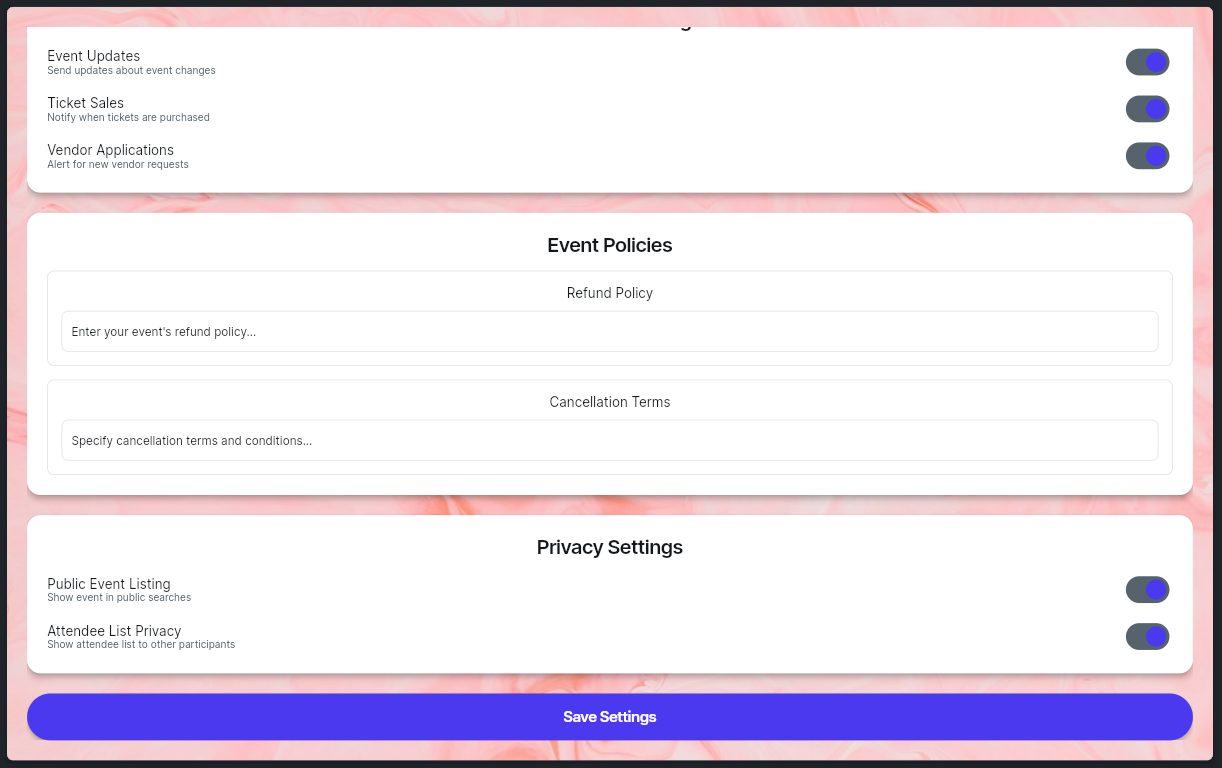 Event Updates
Send updates about event changes
Ticket Sales
Notify when tickets are purchased
Vendor Applications
Alert for new vendor requests
Event Policies
Refund Policy
Enter your event's refund policy...
Cancellation Terms
Specify cancellation terms and conditions...
Privacy Settings
Public Event Listing
Show event in public searches
Attendee List Privacy
Show attendee list to other participants
Save Settings